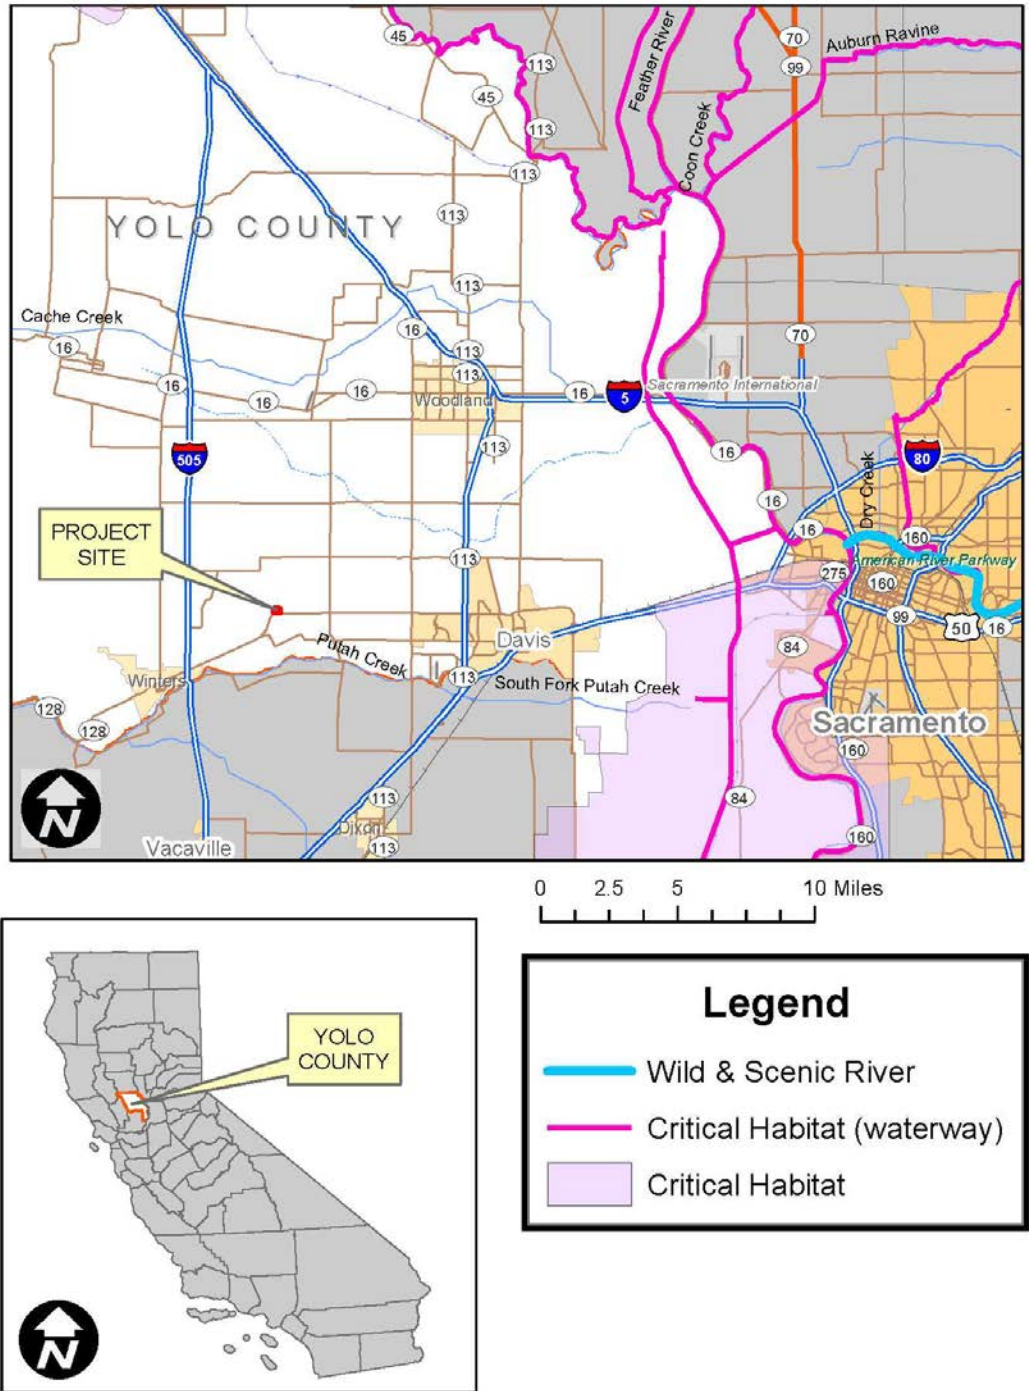 45
113
45
113
113
113
113
Feather River
Coon Creek
70
99
Auburn Ravine
YOLO COUNTY
Cache Creek
16
16
16
16
16
113
113
113
Woodland
16
5
Sacramento International
70
505
113
16
16
16
80
Dry Creek
160
American River Parkway
PROJECT
SITE
113
275
160
99
50
16
Davis
Putah Creek
113
South Fork Putah Creek
84
Winters
128
128
Sacramento
160
84
160
N
Vacaville
113
Dixon
113
0 2.5 5 10 Miles
YOLO
COUNTY
N
Legend
Wild & Scenic River
Critical Habitat (waterway)
Critical Habitat